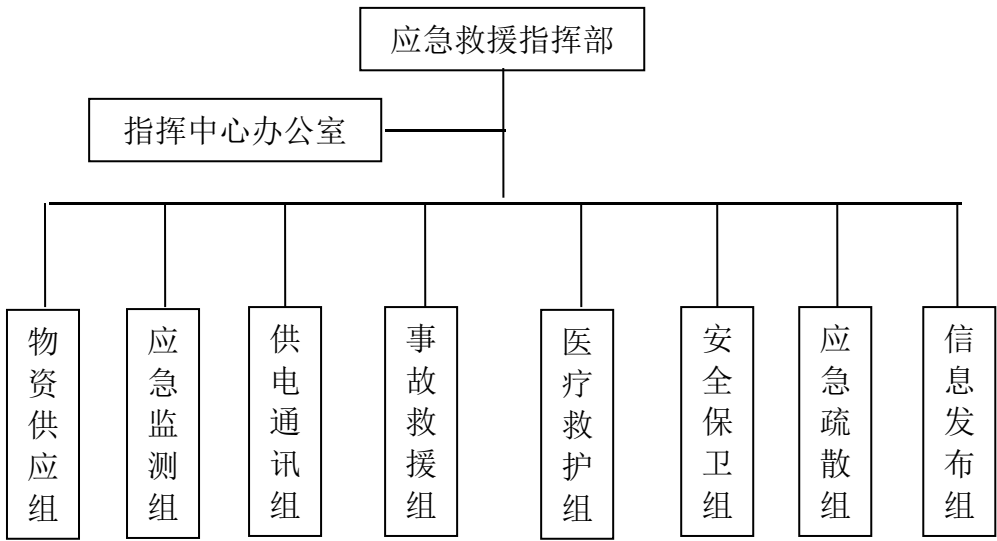 应急救援指挥部
指挥中心办公室
物资供应组
应急监测组
供电通讯组
事故救援组
医疗救护组
安全保卫组
应急疏散组
信息发布组